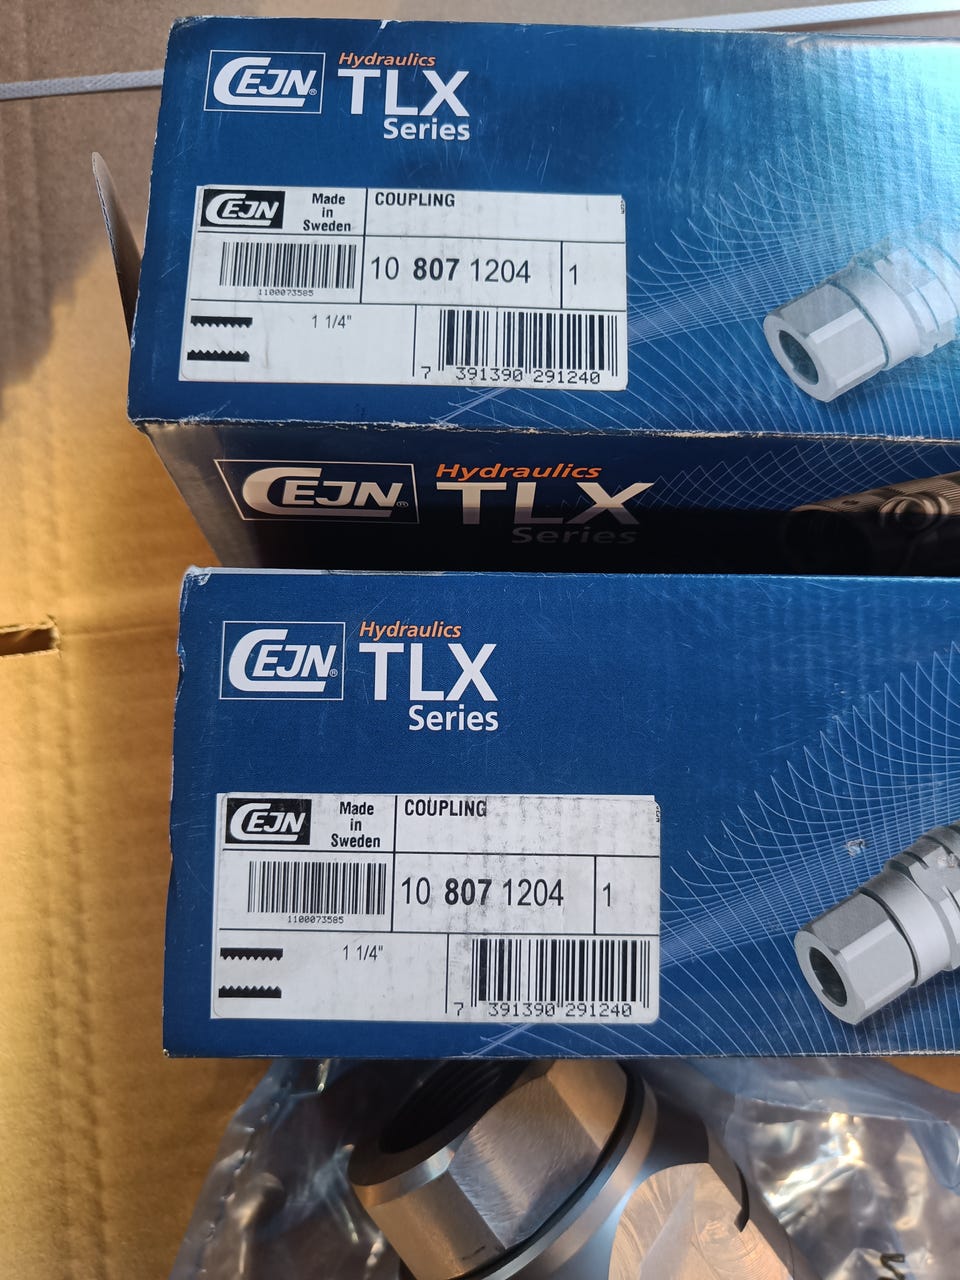 CEJN®
Hydraulics
TLX
Series
CEJN
Made
in
Sweden
COUPLING
1100073585
10 807 1204
1
1 1/4"
7 391390 291240
CEJN®
Hydraulics
TLX
Series
CEJN®
Hydraulics
TLX
Series
CEJN
Made
in
Sweden
COUPLING
1100073585
10 807 1204
1
1 1/4"
7 391390 291240